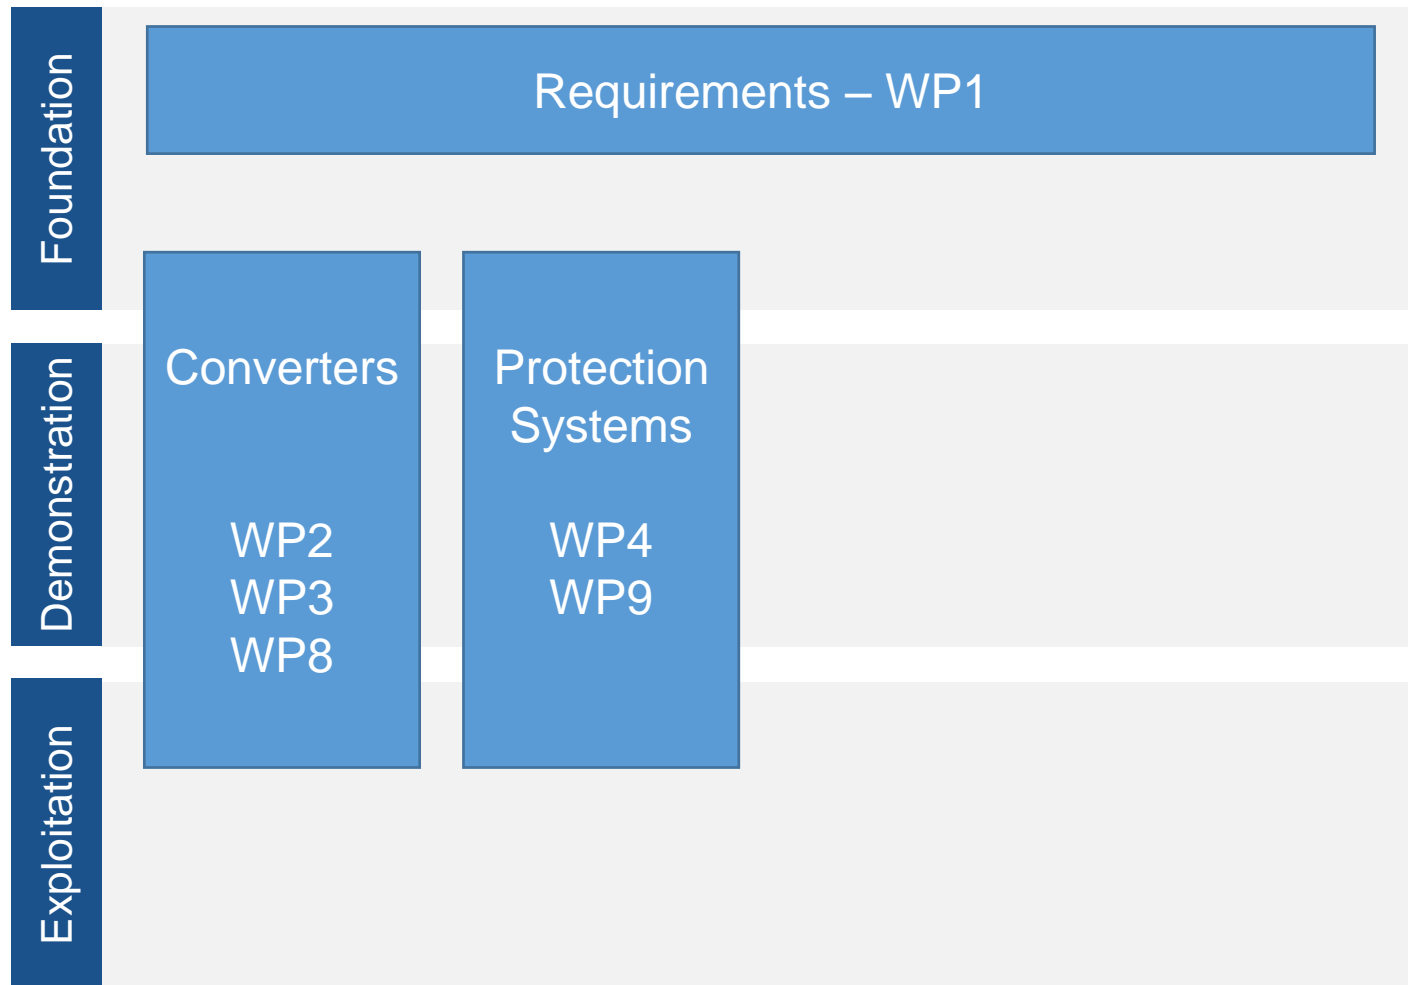 Foundation
Requirements – WP1
Demonstration
Converters
WP2
WP3
WP8
Protection
Systems
WP4
WP9
Exploitation